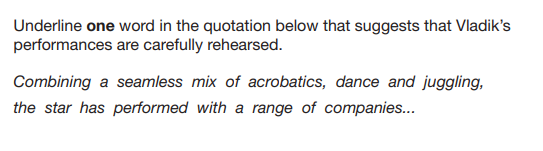 Underline one word in the quotation below that suggests that Vladik’s
performances are carefully rehearsed.
Combining a seamless mix of acrobatics, dance and juggling,
the star has performed with a range of companies...